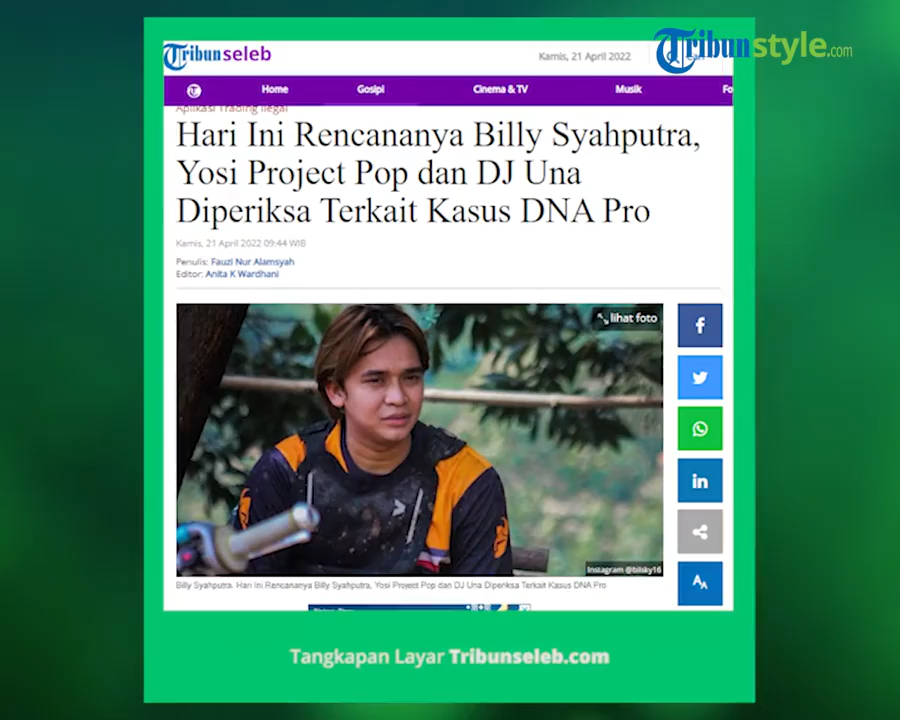 Tribunstyle.com
Tribunseleb
Kamis, 21 April 2022
Home Gosipi Cinema & TV Musik Fo
Aplikasi Trading Ilegal
Hari Ini Rencananya Billy Syahputra,
Yosi Project Pop dan DJ Una
Diperiksa Terkait Kasus DNA Pro
Kamis, 21 April 2022 09:44 WIB
Penulis: Fauzi Nur Alamsyah
Editor: Anita K Wardhani
lihat foto
Instagram @bilsky16
Billy Syahputra. Hari Ini Rencananya Billy Syahputra, Yosi Project Pop dan DJ Una Diperiksa Terkait Kasus DNA Pro
Tangkapan Layar Tribunseleb.com